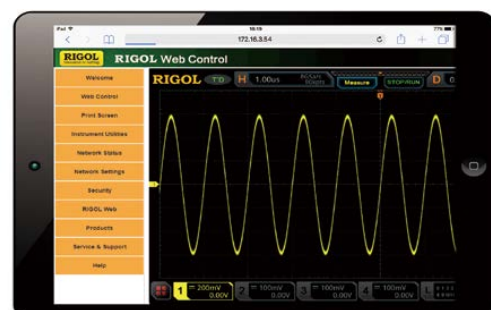 iPad
16:19
77%
172.16.3.54
RIGOL
RIGOL Web Control
Welcome
Web Control
Print Screen
Instrument Utilities
Network Status
Network Settings
Security
RIGOL Web
Products
Service & Support
Help
RIGOL T'D H 1.00us Measure STOP/RUN D 0
1 = 200mV 0.00V
2 = 100mV 0.00V
3 = 100mV 0.00V
4 = 100mV 0.00V
L